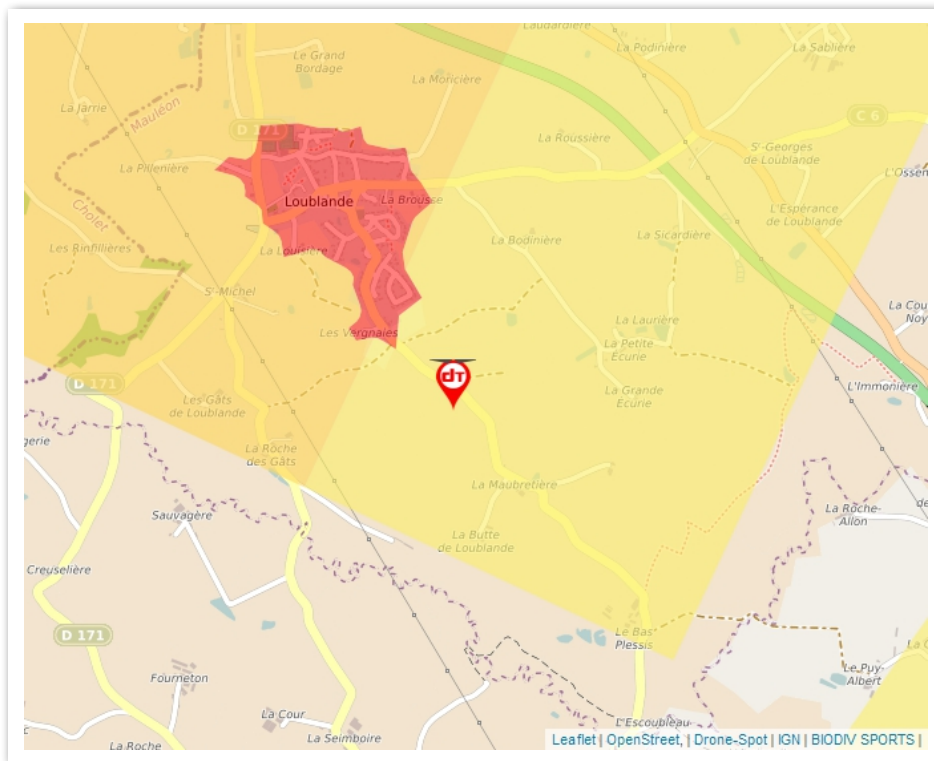 Laudardière
La Podinière
La Sablière
Le Grand
Bordage
La Moricière
La Jarrie
Mauléon
D 171
C 6
La Roussière
St-Georges
de Loublande
La Pillenière
L'Ossen
Loublande
La Brousse
L'Espérance
de Loublande
Cholet
Les Rinfillières
La Louisière
La Bodinière
La Sicardière
St-Michel
La Cou
Noy
Les Vergnaies
La Laurière
La Petite
Écurie
dT
D 171
L'Immonière
Les Gâts
de Loublande
La Grande
Écurie
gerie
La Roche
des Gâts
La Maubretière
Sauvagère
La Roche-
Allon
de
La Butte
de Loublande
Creuselière
D 171
Le Bas
Plessis
La C
Le Puy-
Albert
Fourneton
La Cour
La Seimboire
L'Escoubleau
La Roche
Leaflet | OpenStreet, | Drone-Spot | IGN | BIODIV SPORTS |